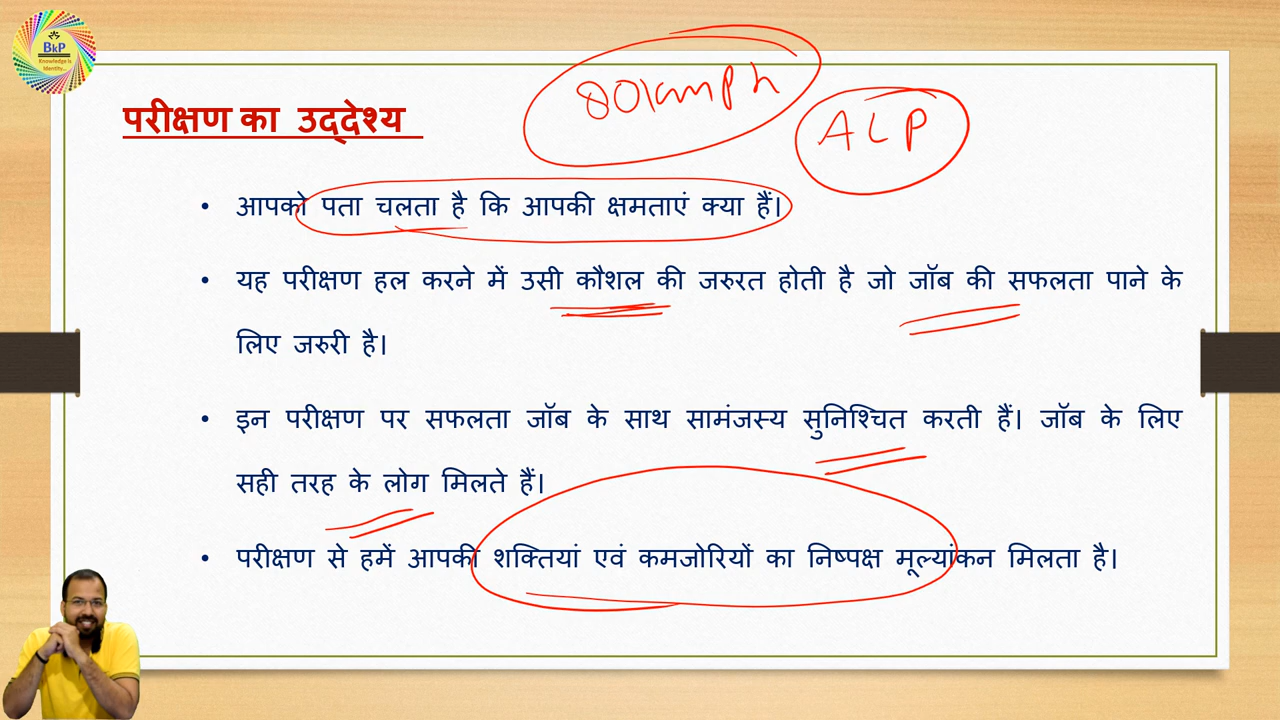 BkP
Knowledge is
Identity...
80kmph
ALP
परीक्षण का उद्देश्य
• आपको पता चलता है कि आपकी क्षमताएं क्या हैं।
• यह परीक्षण हल करने में उसी कौशल की जरुरत होती है जो जॉब की सफलता पाने के
लिए जरुरी है।
• इन परीक्षण पर सफलता जॉब के साथ सामंजस्य सुनिश्चित करती हैं। जॉब के लिए
सही तरह के लोग मिलते हैं।
• परीक्षण से हमें आपकी शक्तियां एवं कमजोरियों का निष्पक्ष मूल्यांकन मिलता है।